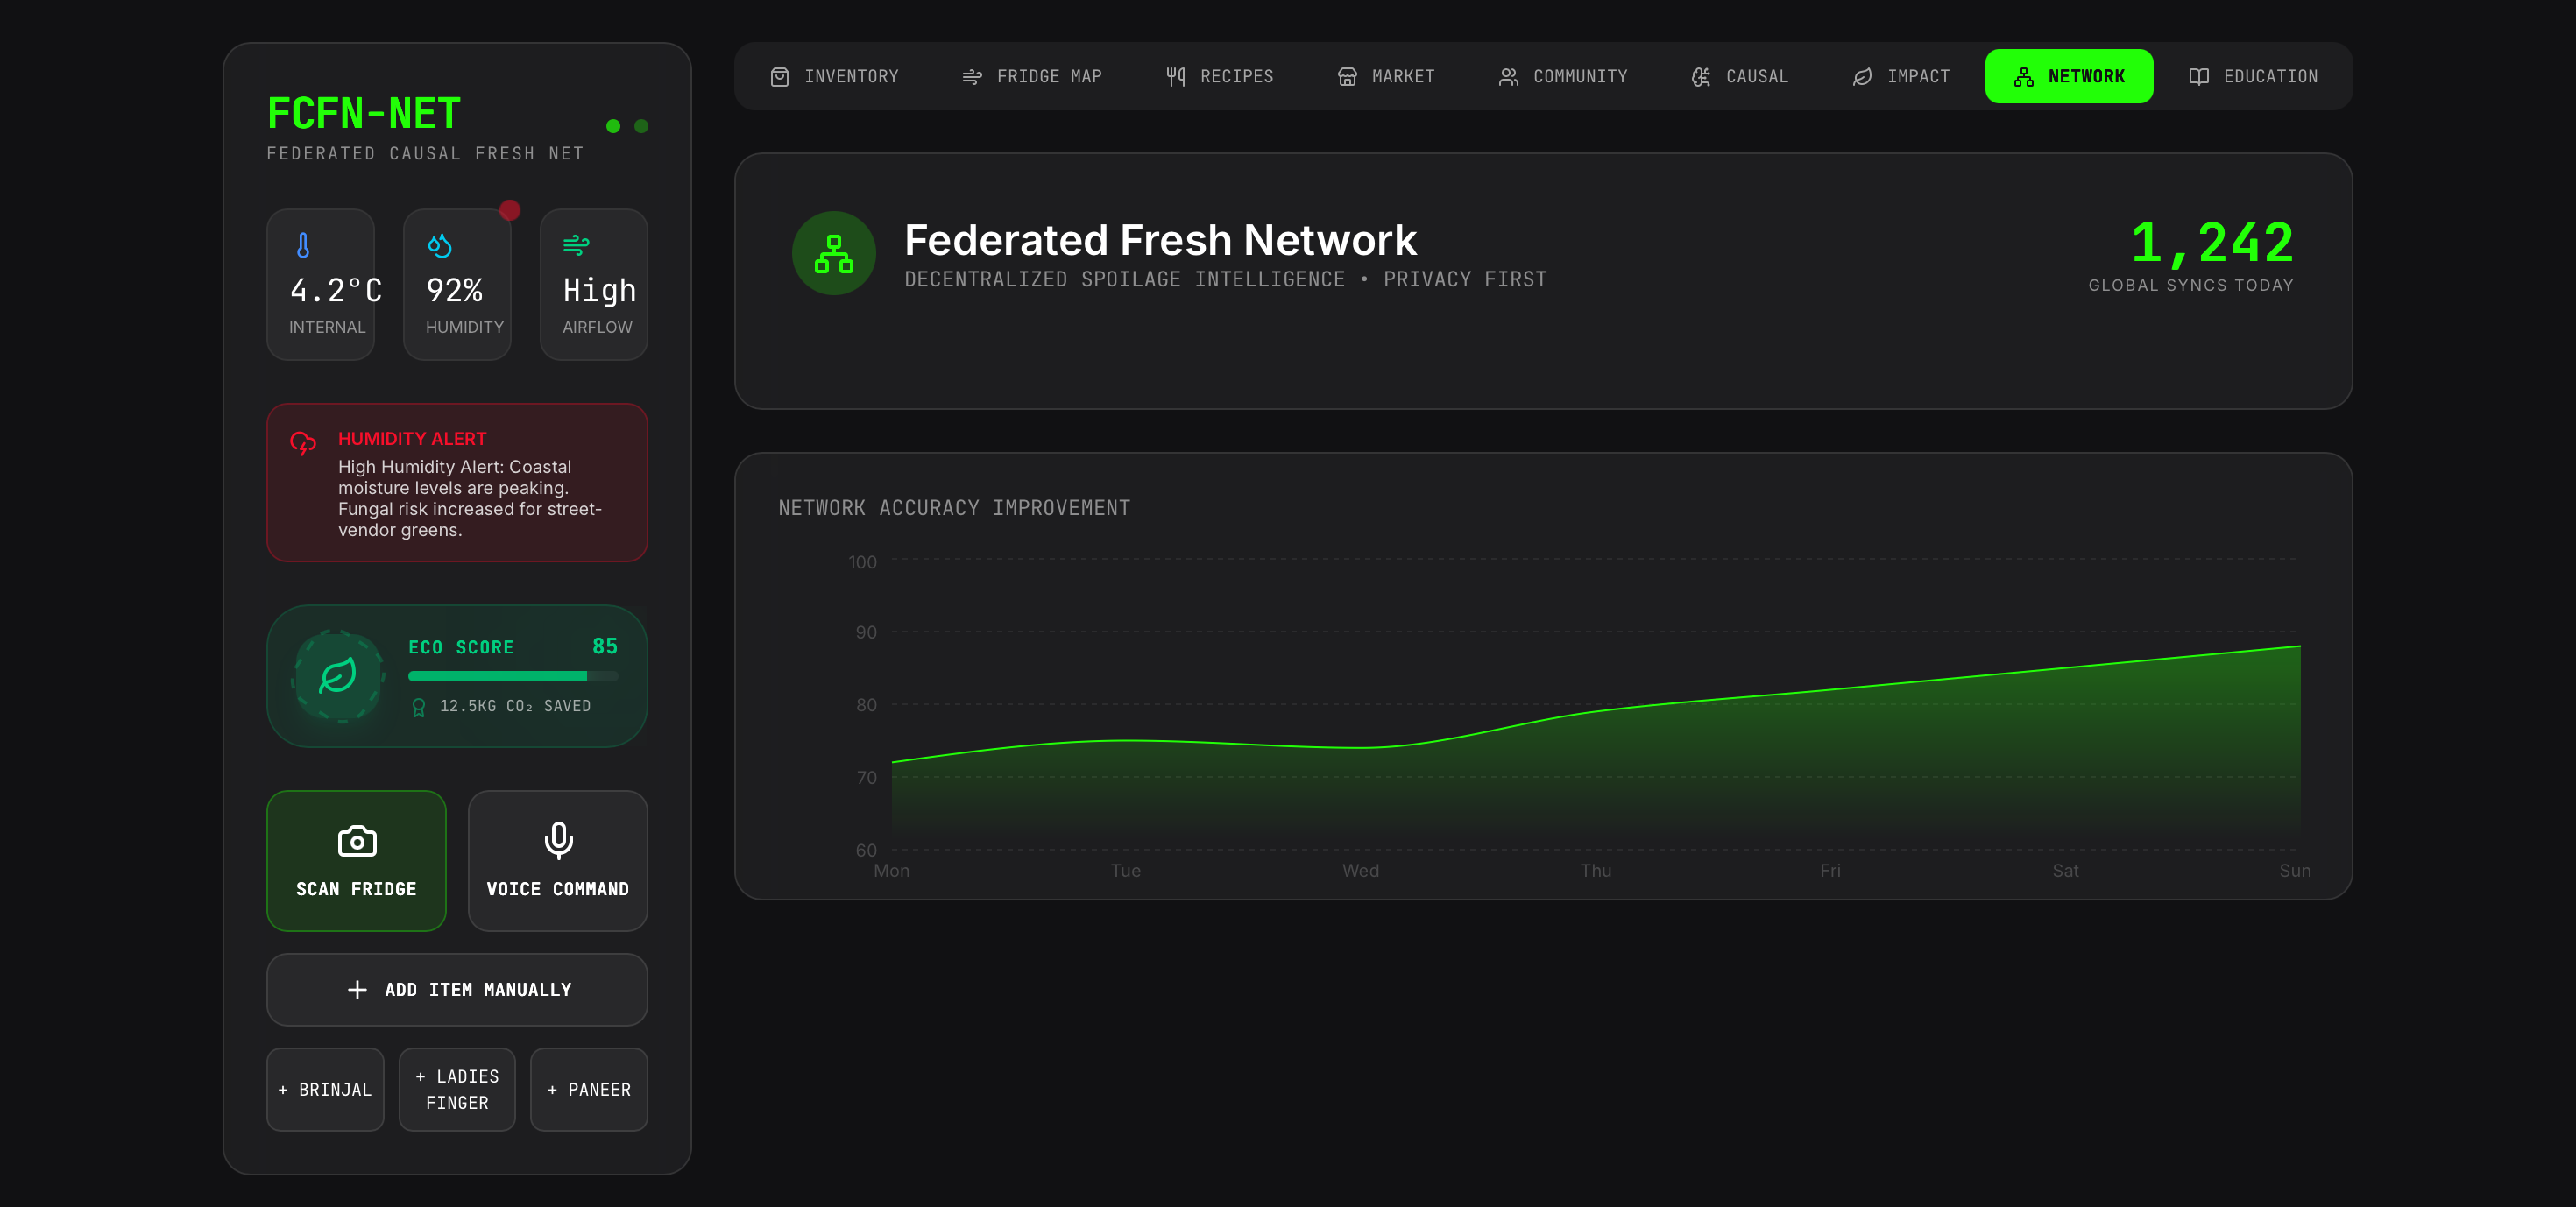 FCFN-NET
FEDERATED CAUSAL FRESH NET
4.2°C
INTERNAL
92%
HUMIDITY
High
AIRFLOW
HUMIDITY ALERT
High Humidity Alert: Coastal
moisture levels are peaking.
Fungal risk increased for street-
vendor greens.
ECO SCORE 85
12.5KG CO₂ SAVED
SCAN FRIDGE
VOICE COMMAND
ADD ITEM MANUALLY
+ BRINJAL
+ LADIES
FINGER
+ PANEER
INVENTORY FRIDGE MAP RECIPES MARKET COMMUNITY CAUSAL IMPACT NETWORK EDUCATION
Federated Fresh Network
DECENTRALIZED SPOILAGE INTELLIGENCE • PRIVACY FIRST
1,242
GLOBAL SYNCS TODAY
NETWORK ACCURACY IMPROVEMENT
100
90
80
70
60
Mon Tue Wed Thu Fri Sat Sun